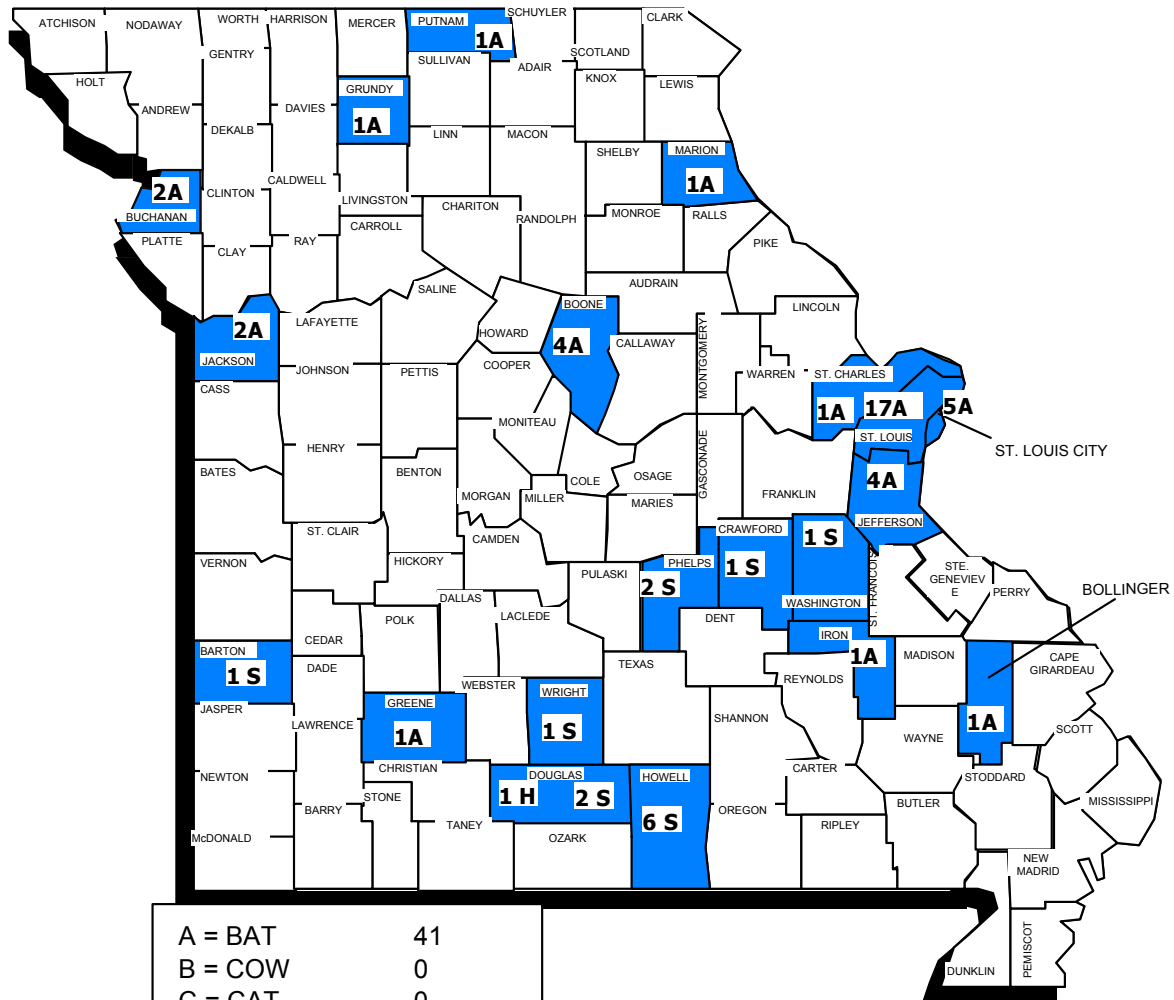 ATCHISON
NODAWAY
WORTH
HARRISON
MERCER
PUTNAM
1A
SCHUYLER
SCOTLAND
CLARK
HOLT
GENTRY
GRUNDY
1A
SULLIVAN
ADAIR
KNOX
LEWIS
ANDREW
DEKALB
DAVIES
LINN
MACON
SHELBY
MARION
1A
2A
BUCHANAN
CLINTON
CALDWELL
LIVINGSTON
CHARITON
RANDOLPH
MONROE
RALLS
PLATTE
CLAY
RAY
CARROLL
PIKE
SALINE
AUDRAIN
LINCOLN
2A
JACKSON
LAFAYETTE
HOWARD
BOONE
4A
CALLAWAY
MONTGOMERY
WARREN
ST. CHARLES
1A
17A
5A
ST. LOUIS
ST. LOUIS CITY
CASS
JOHNSON
PETTIS
COOPER
MONITEAU
COLE
OSAGE
GASCONADE
FRANKLIN
4A
JEFFERSON
BATES
HENRY
BENTON
MORGAN
MILLER
MARIES
CRAWFORD
1 S
1 S
WASHINGTON
ST. FRANCOIS
STE.
GENEVIEV
E
PERRY
BOLLINGER
VERNON
ST. CLAIR
HICKORY
CAMDEN
PULASKI
PHELPS
2 S
DENT
IRON
1A
MADISON
CAPE
GIRARDEAU
CEDAR
POLK
DALLAS
LACLEDE
TEXAS
REYNOLDS
BARTON
1 S
DADE
GREENE
1A
WEBSTER
WRIGHT
1 S
SHANNON
WAYNE
1A
SCOTT
JASPER
LAWRENCE
CHRISTIAN
DOUGLAS
1 H
2 S
HOWELL
6 S
CARTER
STODDARD
MISSISSIPPI
NEWTON
BARRY
STONE
TANEY
OZARK
OREGON
RIPLEY
BUTLER
McDONALD
NEW
MADRID
DUNKLIN
PEMISCOT
A = BAT 41
B = COW 0
C = CAT 0